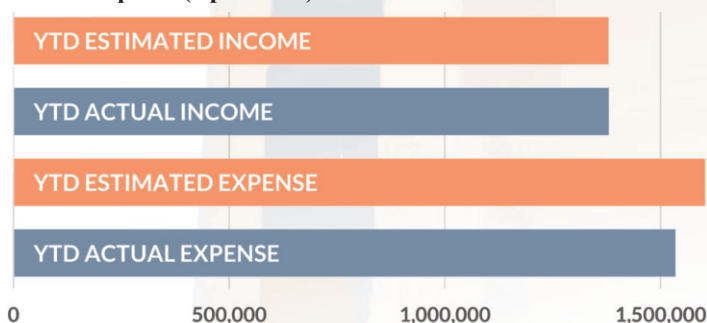 YTD ESTIMATED INCOME
YTD ACTUAL INCOME
YTD ESTIMATED EXPENSE
YTD ACTUAL EXPENSE
0 500,000 1,000,000 1,500,000